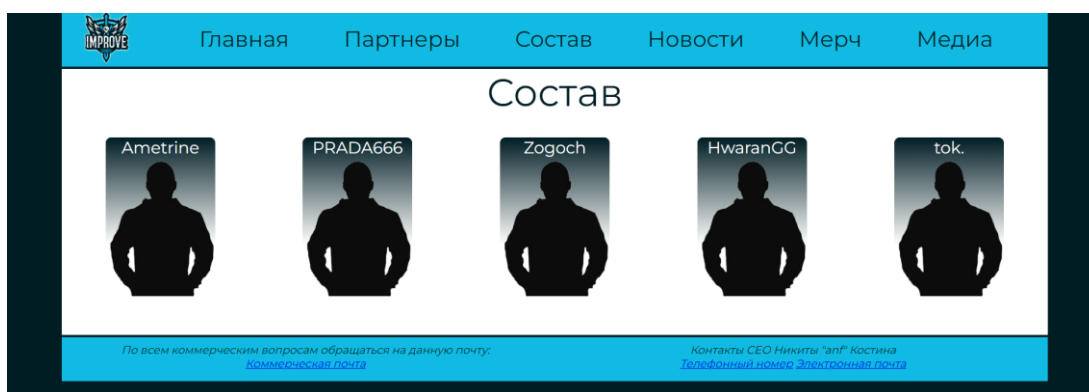 IMPROVE
Главная Партнеры Состав Новости Мерч Медиа
Состав
Ametrine PRADA666 Zogoch HwaranGG tok.
По всем коммерческим вопросам обращаться на данную почту:
Коммерческая почта
Контакты CEO Никиты "anf" Костина
Телефонный номер Электронная почта